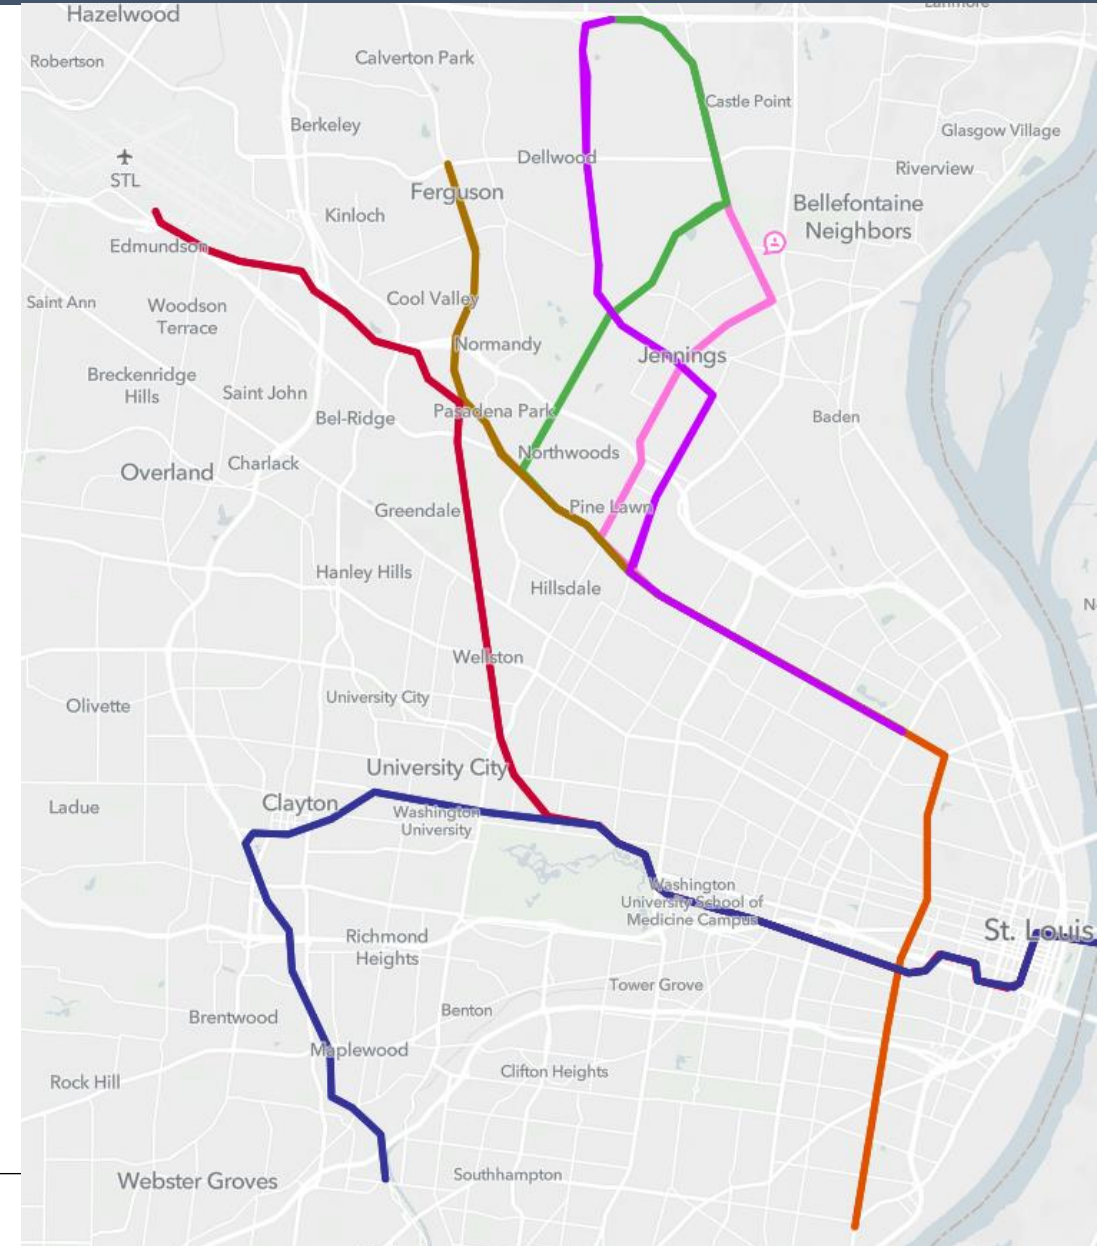 Hazelwood
Larimore
Robertson
Calverton Park
Castle Point
Berkeley
Glasgow Village
Dellwood
Riverview
STL
Ferguson
Bellefontaine
Neighbors
Kinloch
Edmundson
Saint Ann
Woodson
Terrace
Cool Valley
Normandy
Jennings
Breckenridge
Hills
Saint John
Pasadena Park
Bel-Ridge
Baden
Northwoods
Overland
Charlack
Greendale
Pine Lawn
Hanley Hills
Hillsdale
Wellston
University City
Olivette
University City
Clayton
Ladue
Washington
University
Washington
University School of
Medicine Campus
St. Louis
Richmond
Heights
Tower Grove
Brentwood
Benton
Maplewood
Rock Hill
Clifton Heights
Webster Groves
Southhampton